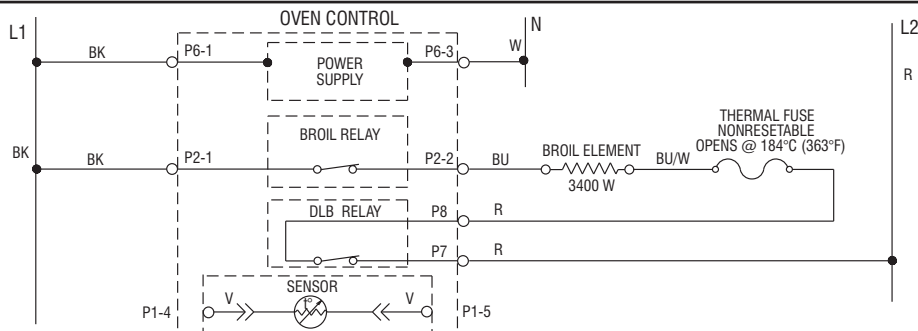 OVEN CONTROL
L1
N
L2
BK
P6-1
POWER
SUPPLY
P6-3
W
R
THERMAL FUSE
NONRESETABLE
OPENS @ 184°C (363°F)
BROIL RELAY
BK
BK
P2-1
P2-2
BU
BROIL ELEMENT
3400 W
BU/W
DLB RELAY
P8
R
P7
R
SENSOR
P1-4
V
to
V
P1-5